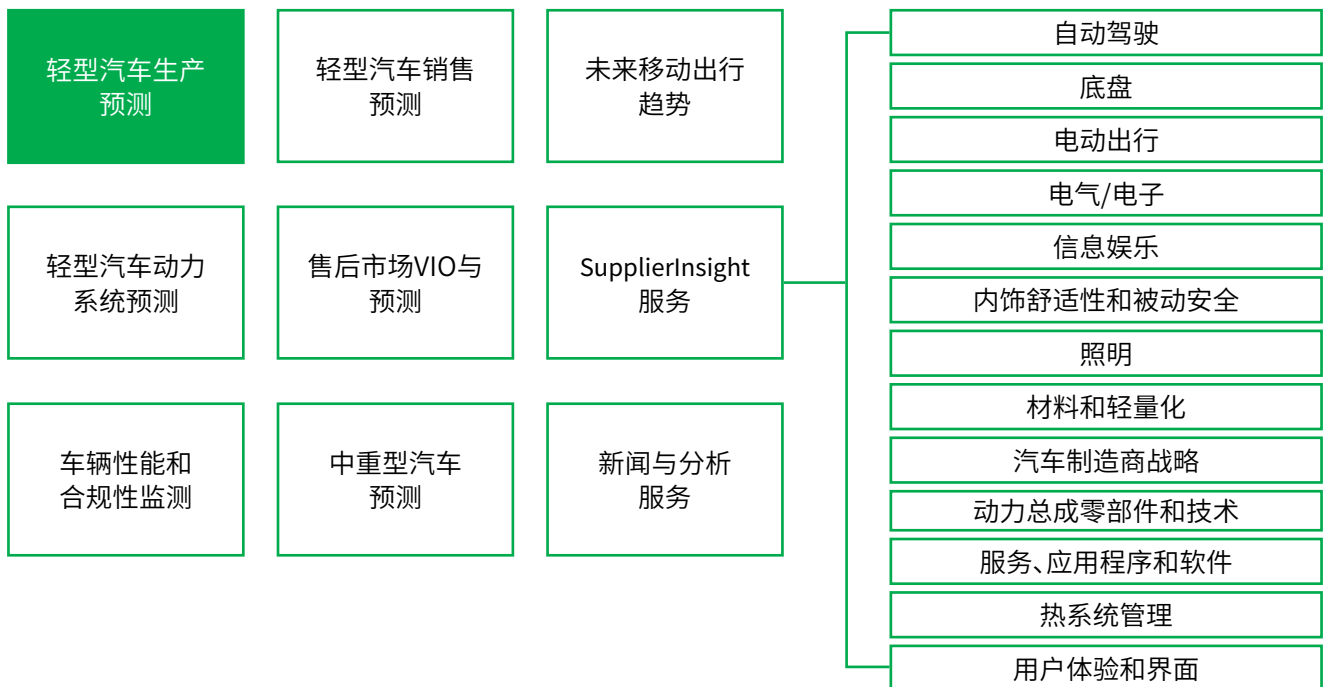 轻型汽车生产
预测
轻型汽车销售
预测
未来移动出行
趋势
轻型汽车动力
系统预测
售后市场VIO与
预测
SupplierInsight
服务
车辆性能和
合规性监测
中重型汽车
预测
新闻与分析
服务
自动驾驶
底盘
电动出行
电气/电子
信息娱乐
内饰舒适性和被动安全
照明
材料和轻量化
汽车制造商战略
动力总成零部件和技术
服务、应用程序和软件
热系统管理
用户体验和界面